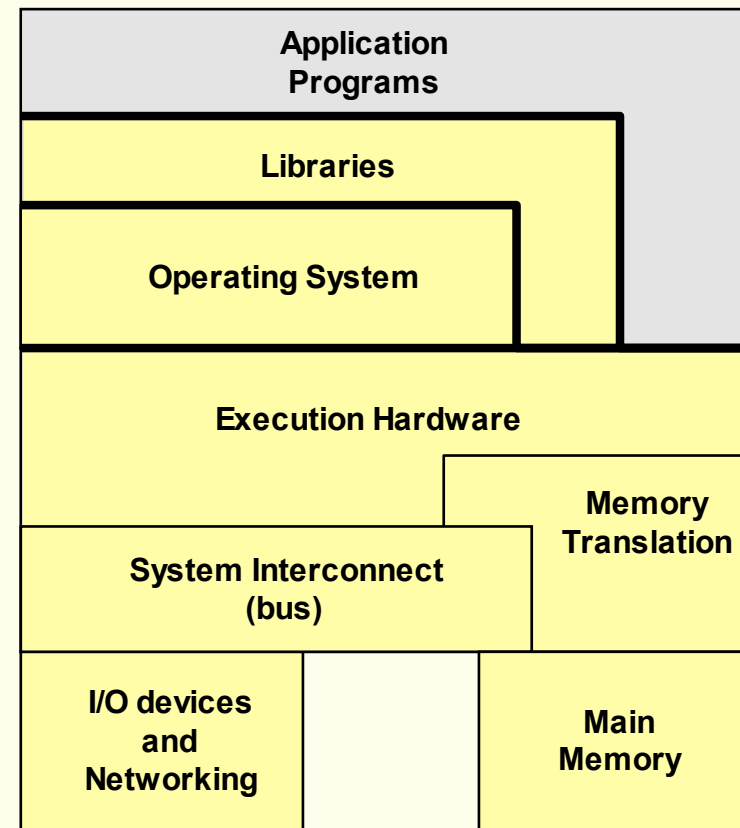 Application
Programs
Libraries
Operating System
Execution Hardware
Memory
Translation
System Interconnect
(bus)
I/O devices
and
Networking
Main
Memory